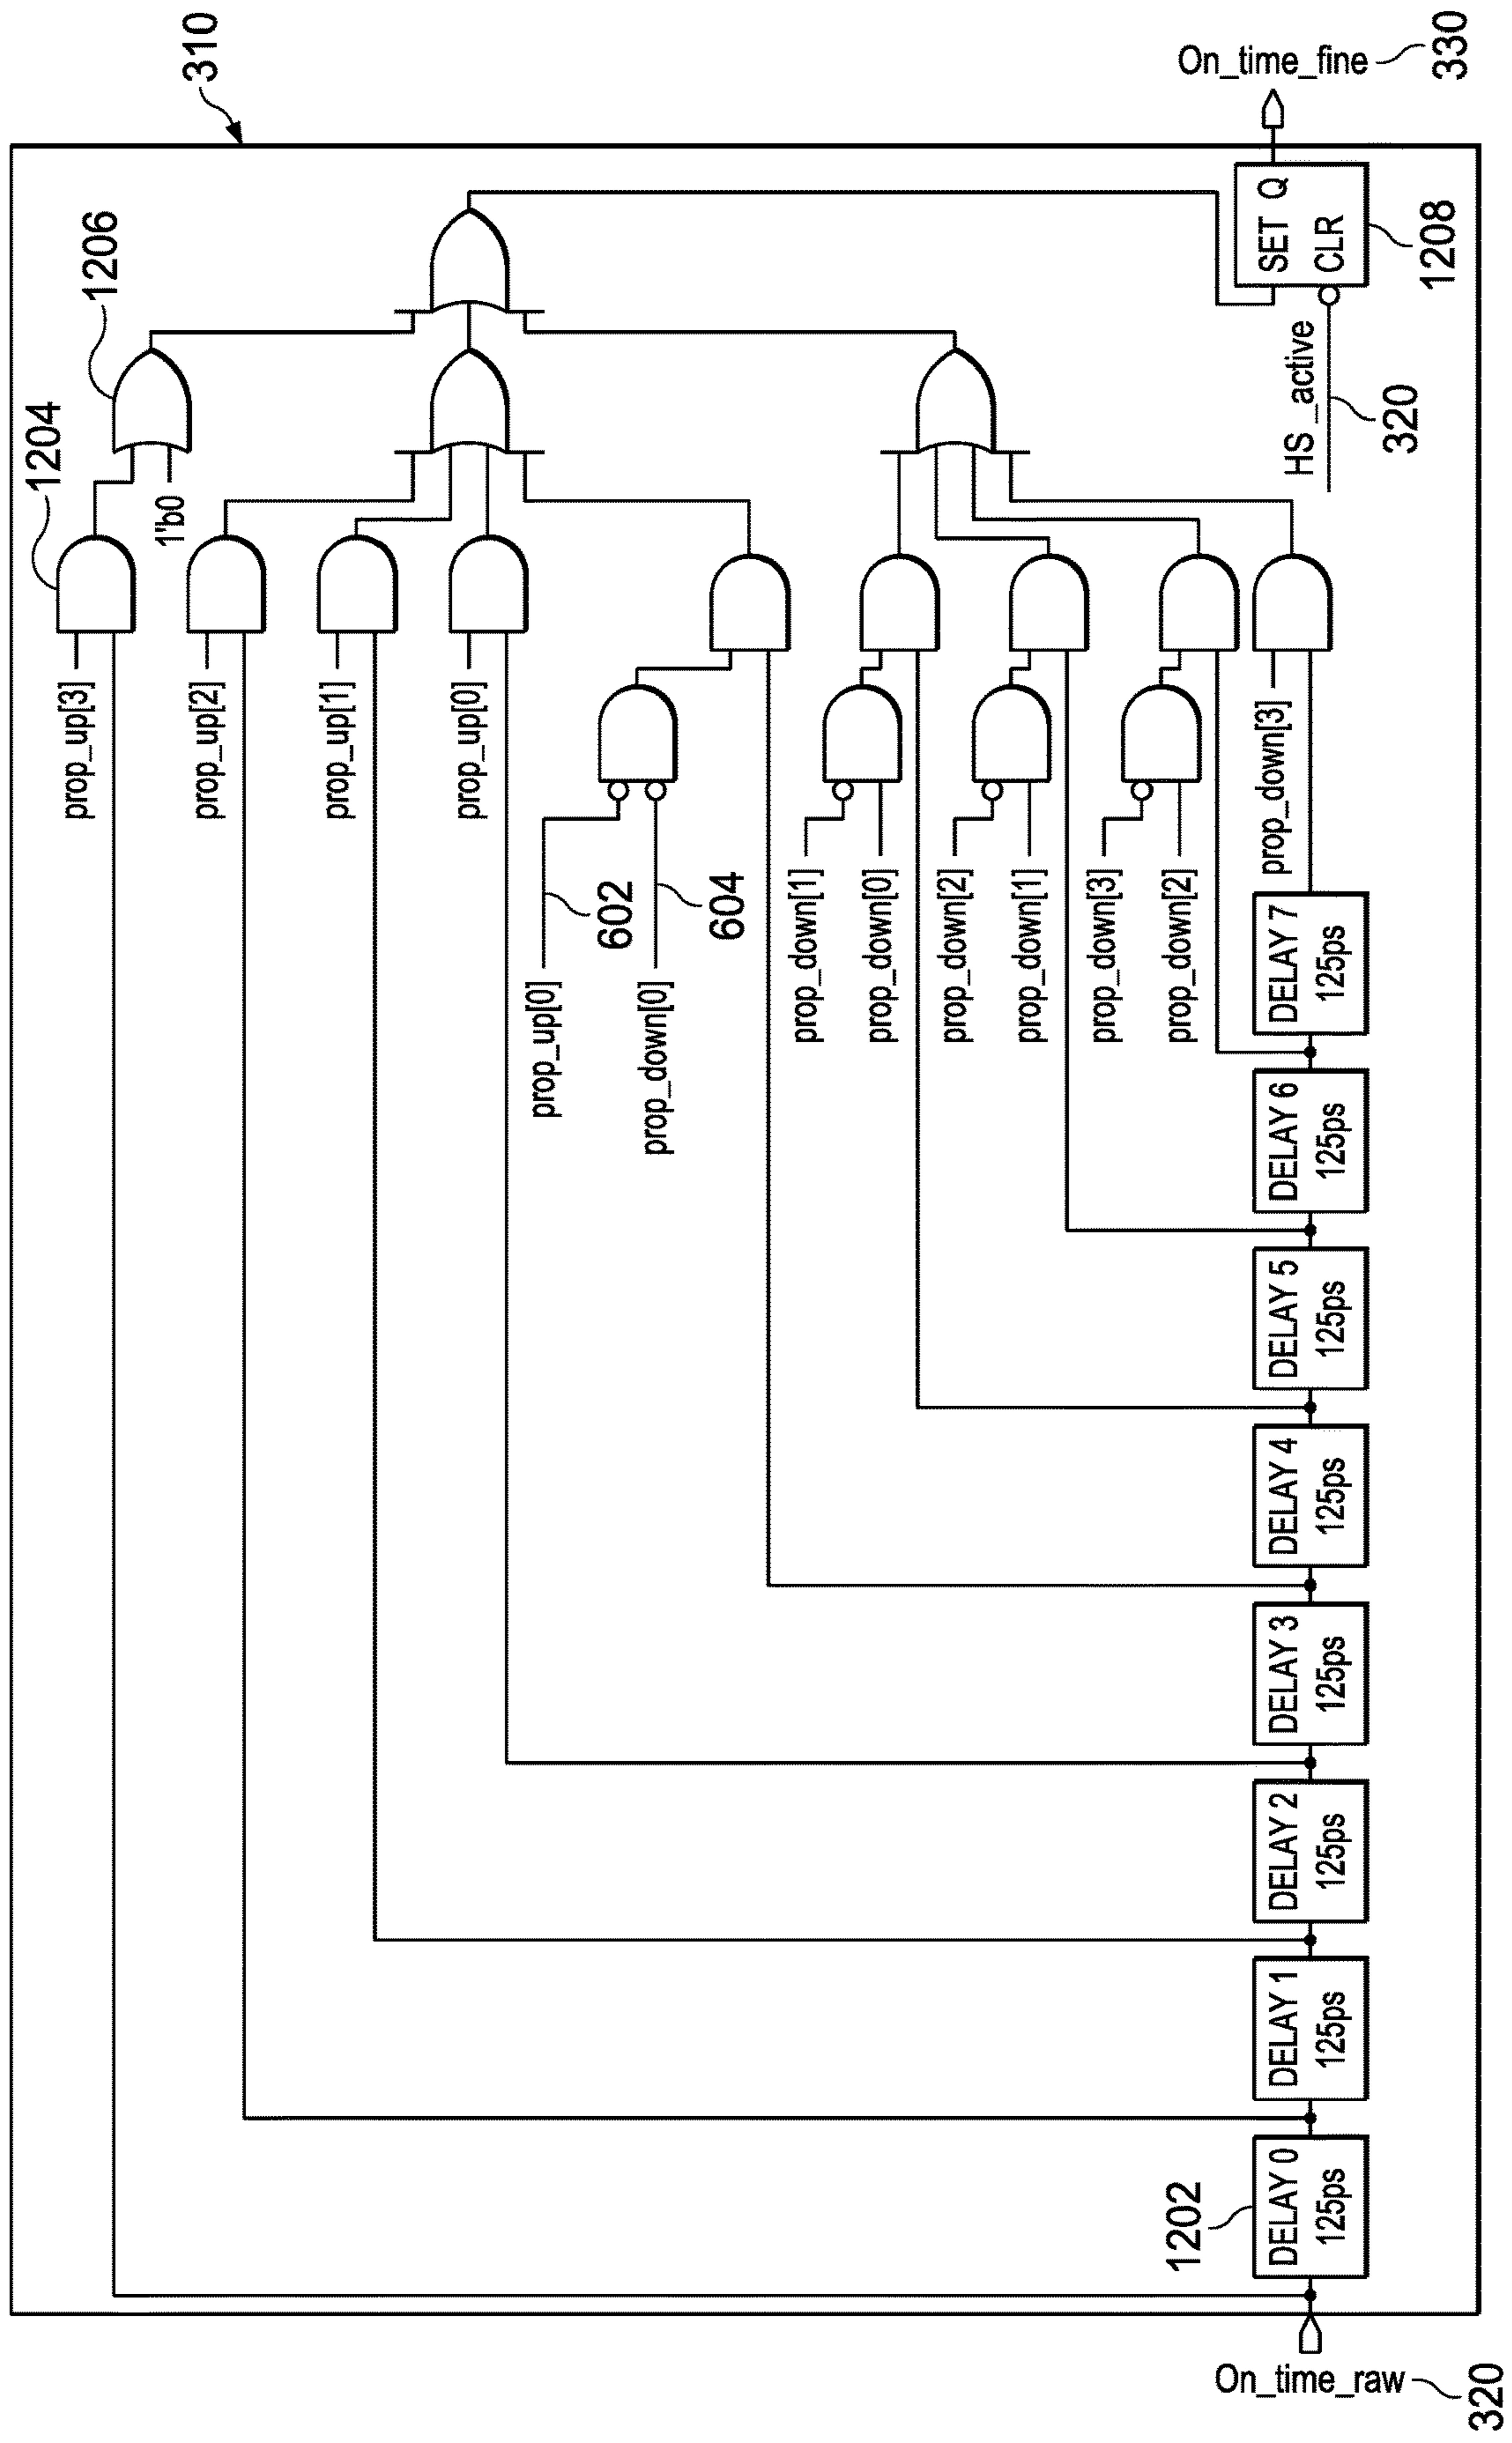 310
1204
1206
prop_up[3]
1'b0
prop_up[2]
prop_up[1]
prop_up[0]
prop_up[0]
602
prop_down[0]
604
prop_down[1]
prop_down[0]
prop_down[2]
prop_down[1]
prop_down[3]
prop_down[2]
prop_down[3]
HS_active
320
SET Q
CLR
1208
On_time_fine
330
On_time_raw
320
1202
DELAY 0
125ps
DELAY 1
125ps
DELAY 2
125ps
DELAY 3
125ps
DELAY 4
125ps
DELAY 5
125ps
DELAY 6
125ps
DELAY 7
125ps